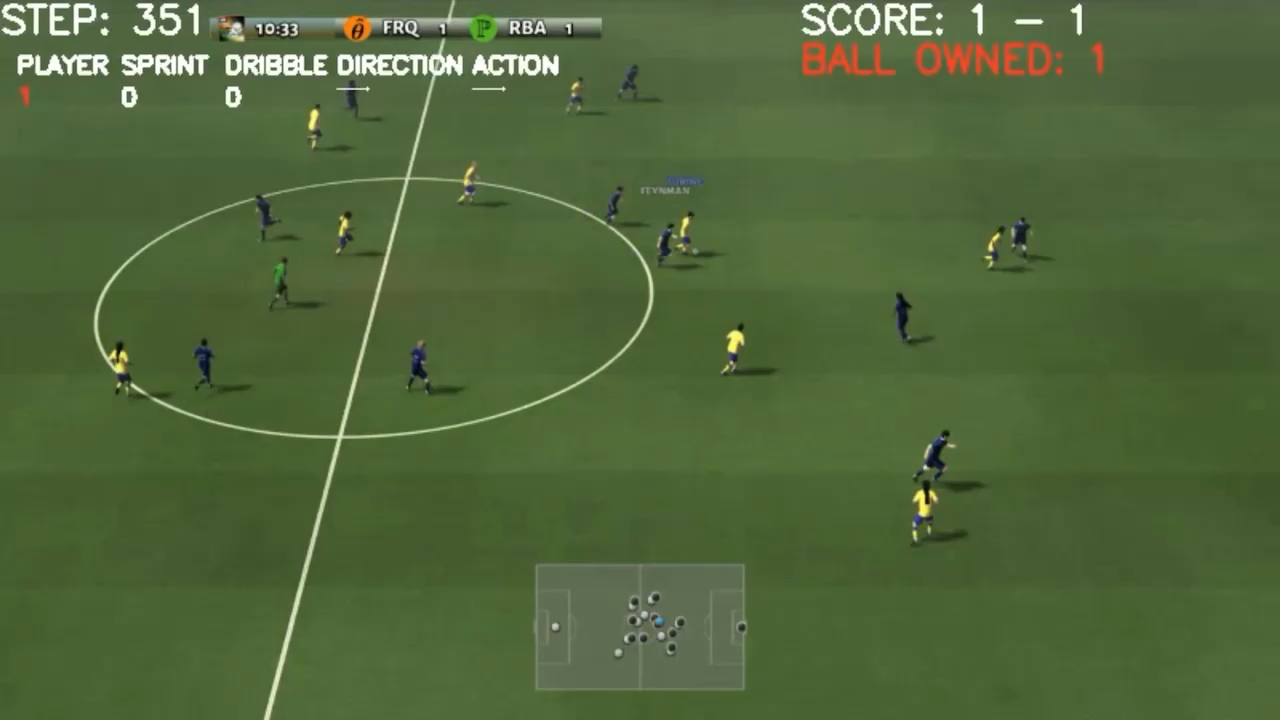 STEP: 351
10:33 FRQ 1 RBA 1
SCORE: 1 - 1
BALL OWNED: 1
PLAYER SPRINT DRIBBLE DIRECTION ACTION
1 0 0 → →
FEYNMAN